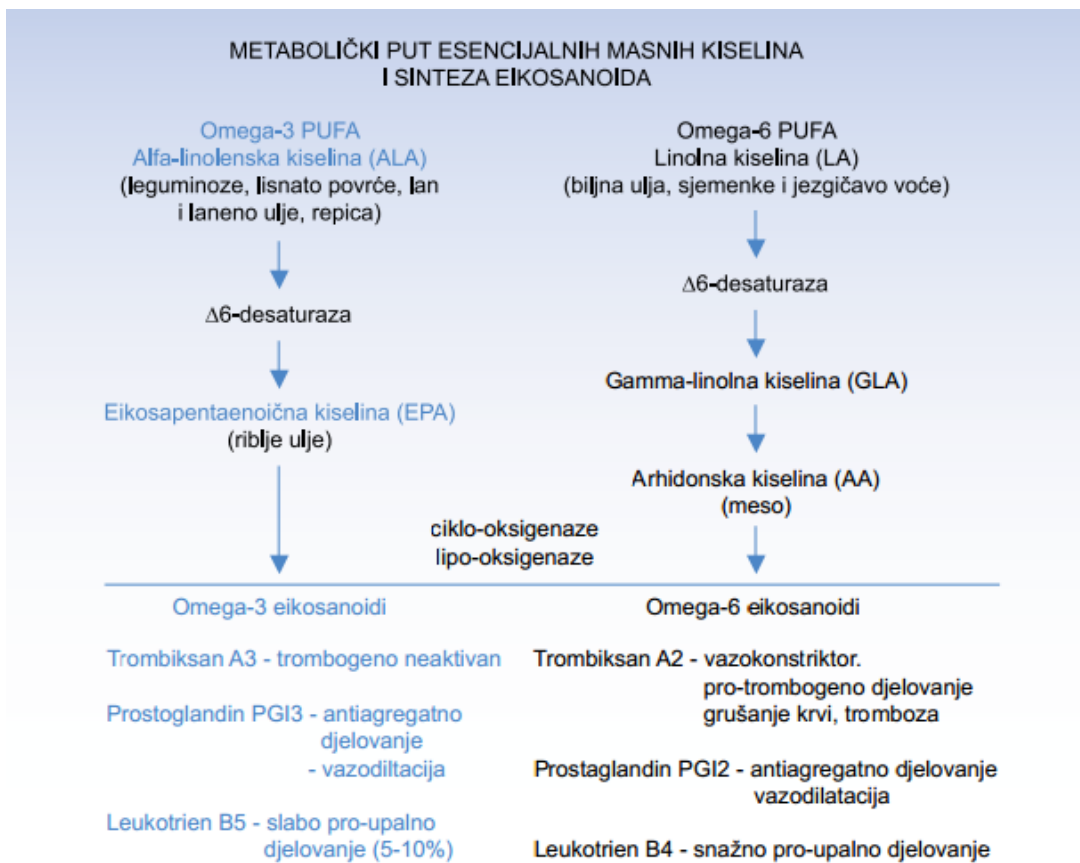 METABOLIČKI PUT ESENCIJALNIH MASNIH KISELINA
I SINTEZA EIKOSANOIDA
Omega-3 PUFA
Alfa-linolenska kiselina (ALA)
(leguminoze, lisnato povrće, lan
i laneno ulje, repica)
Δ6-desaturaza
Eikosapentaenoična kiselina (EPA)
(riblje ulje)
Omega-6 PUFA
Linolna kiselina (LA)
(biljna ulja, sjemenke i jezgičavo voće)
Δ6-desaturaza
Gamma-linolna kiselina (GLA)
Arhidonska kiselina (AA)
(meso)
ciklo-oksigenaze
lipo-oksigenaze
Omega-3 eikosanoidi
Trombiksan A3 - trombogeno neaktivan
Prostoglandin PGI3 - antiagregatno
djelovanje
- vazodiltacija
Leukotrien B5 - slabo pro-upalno
djelovanje (5-10%)
Omega-6 eikosanoidi
Trombiksan A2 - vazokonstriktor.
pro-trombogeno djelovanje
grušanje krvi, tromboza
Prostaglandin PGI2 - antiagregatno djelovanje
vazodilatacija
Leukotrien B4 - snažno pro-upalno djelovanje